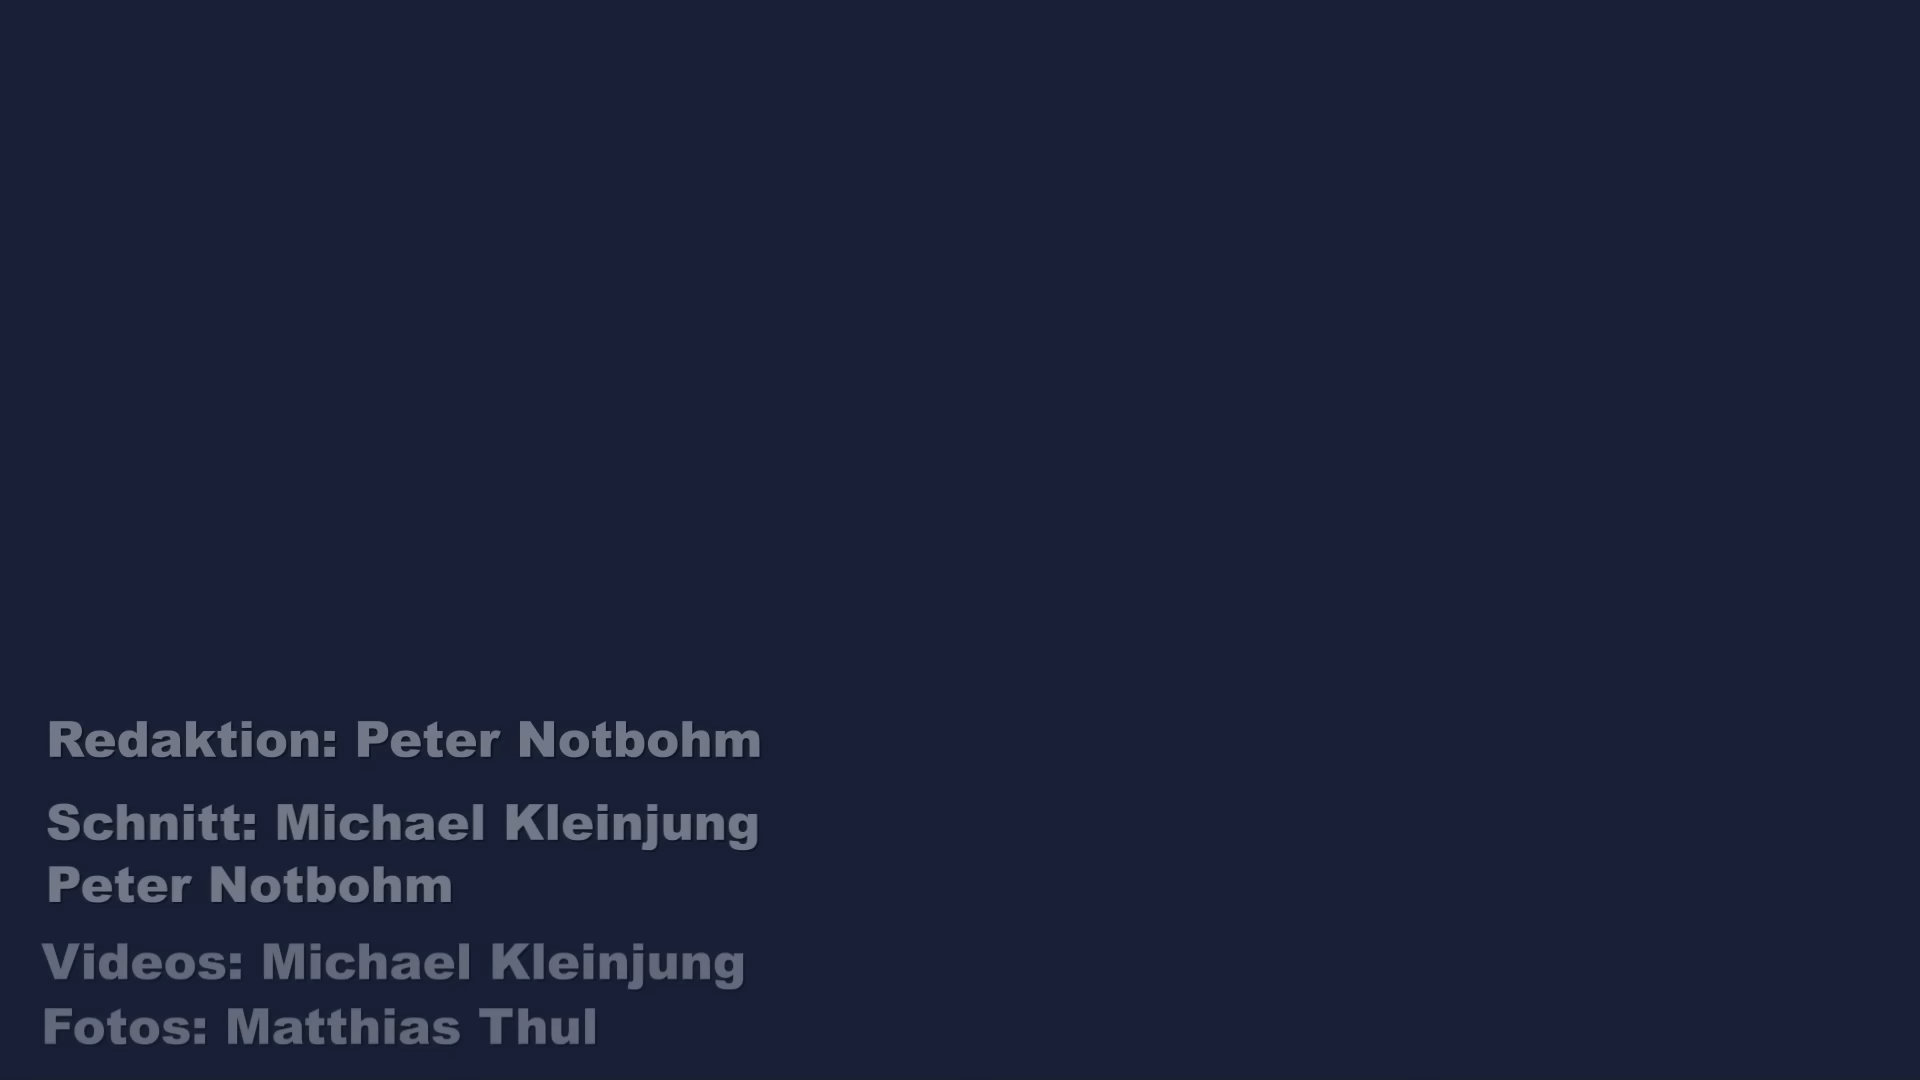 Redaktion: Peter Notbohm
Schnitt: Michael Kleinjung
Peter Notbohm
Videos: Michael Kleinjung
Fotos: Matthias Thul